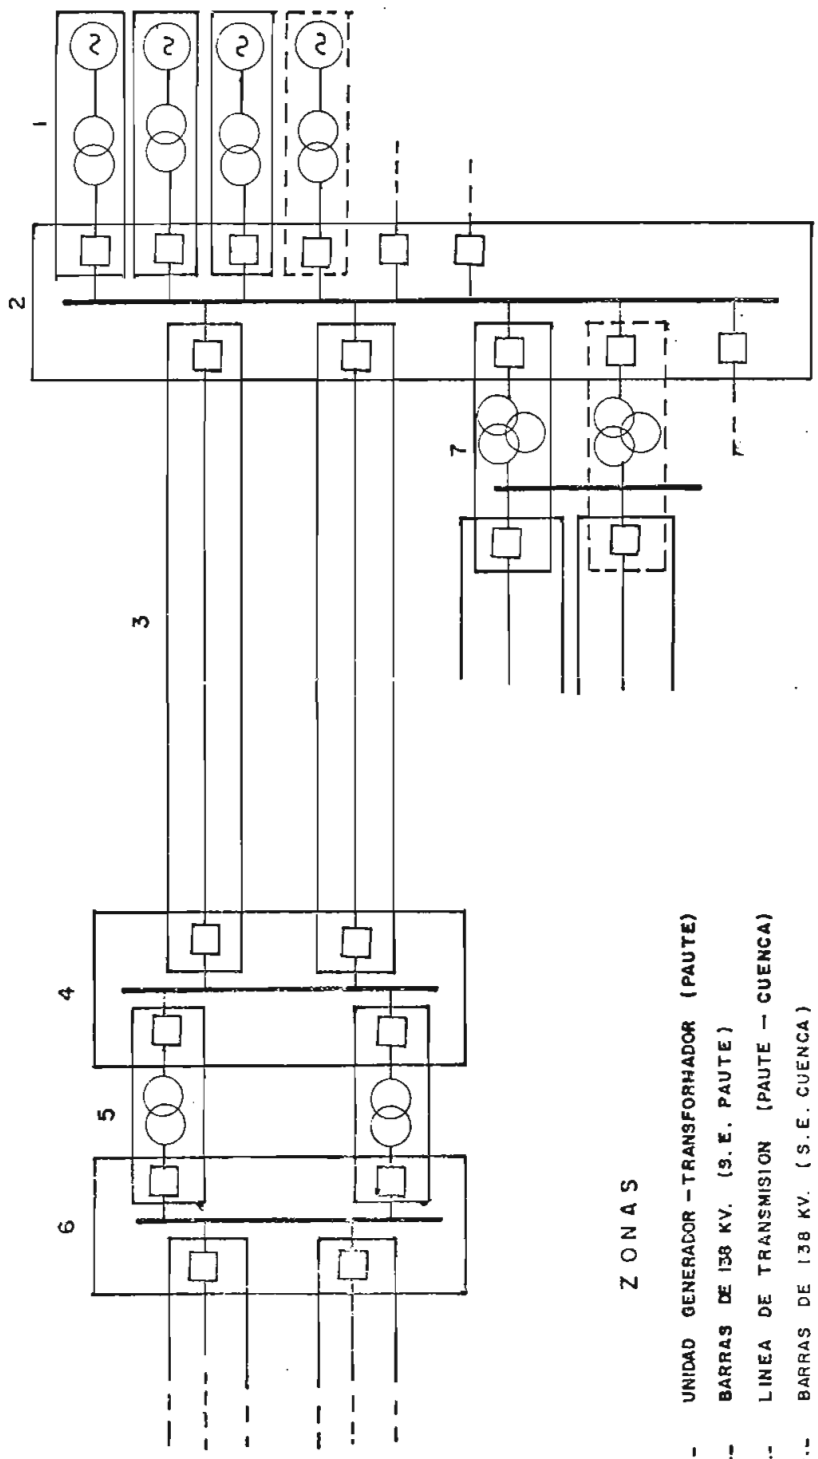 1
2
3
4
5
6
7
ZONAS
- UNIDAD GENERADOR - TRANSFORMADOR (PAUTE)
.- BARRAS DE 138 KV. (S.E. PAUTE)
.- LINEA DE TRANSMISION (PAUTE - CUENCA)
.- BARRAS DE 138 KV. (S.E. CUENCA)